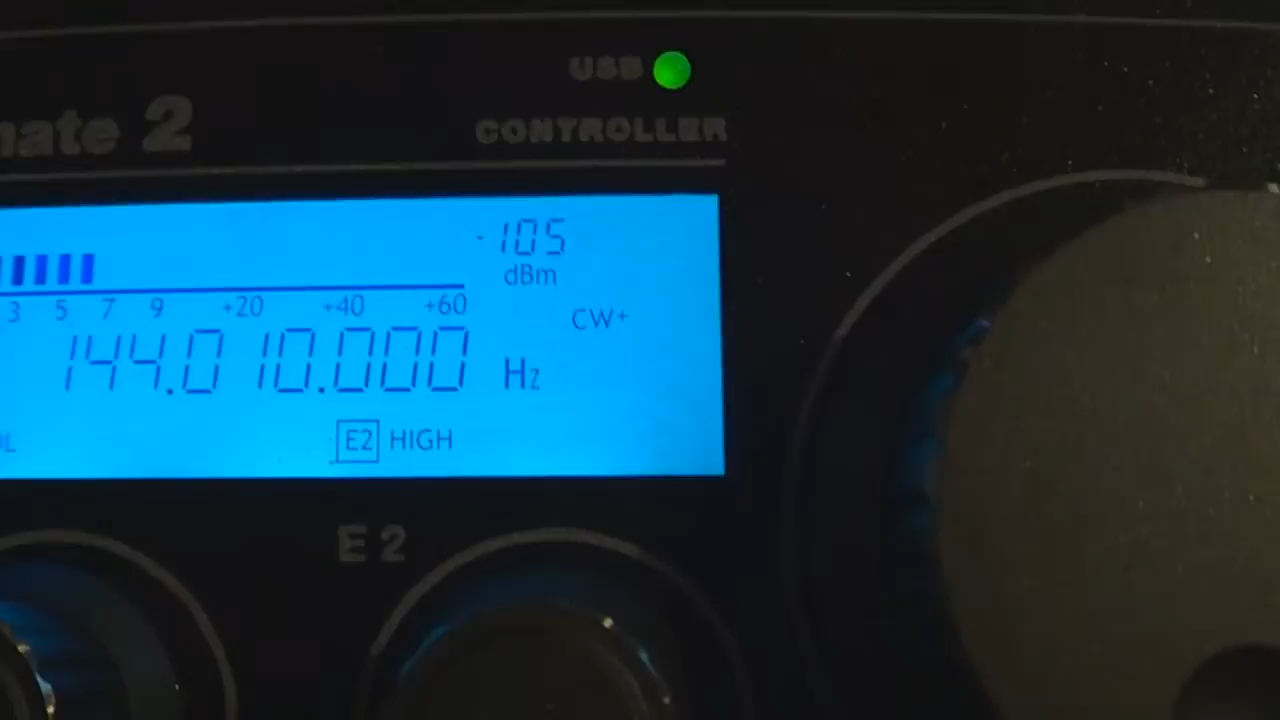 USB
nate 2
CONTROLLER
-105
dBm
3 5 7 9 +20 +40 +60
CW+
144.010.000 Hz
E2 HIGH
E2